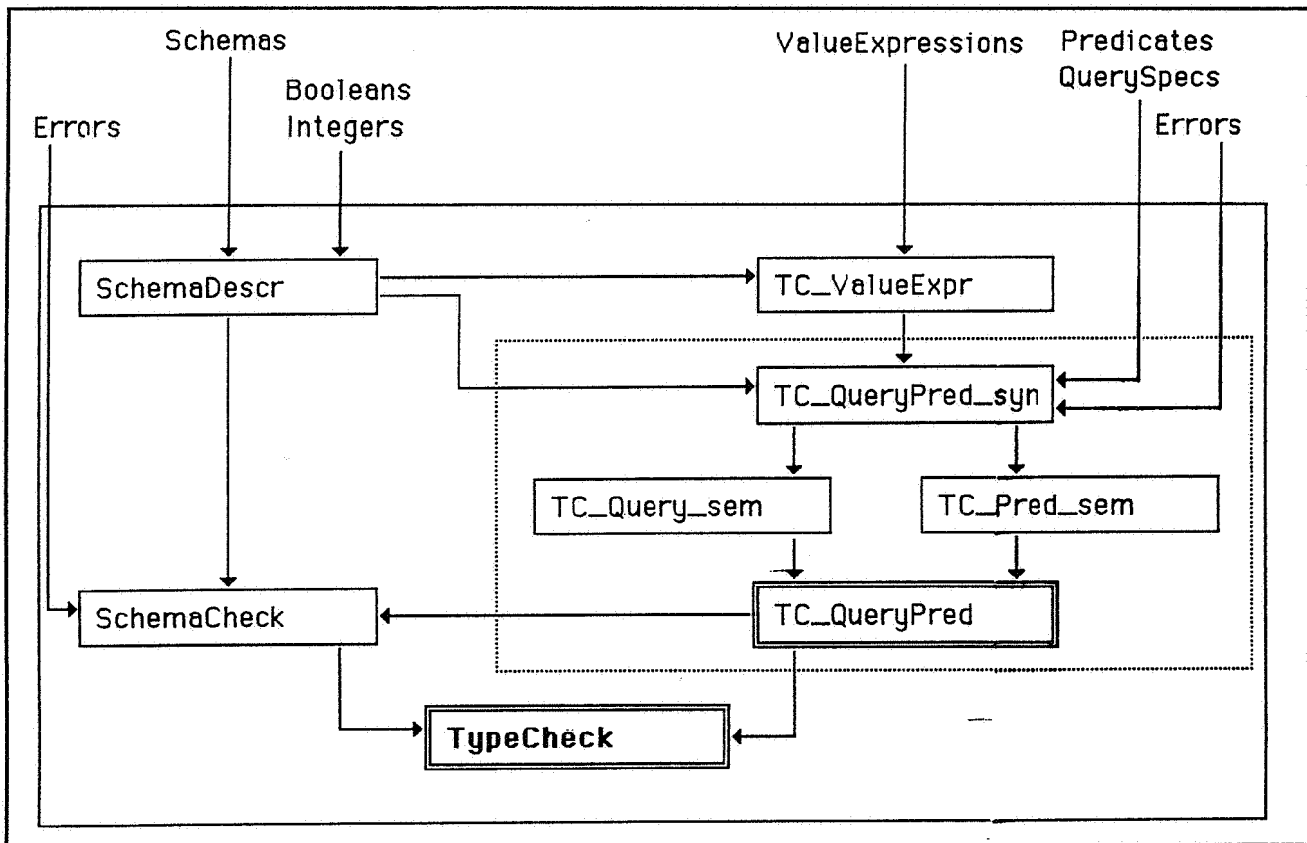 Schemas
ValueExpressions
Predicates
QuerySpecs
Booleans
Integers
Errors
Errors
SchemaDescr
TC_ValueExpr
TC_QueryPred_syn
TC_Query_sem
TC_Pred_sem
SchemaCheck
TC_QueryPred
TypeCheck